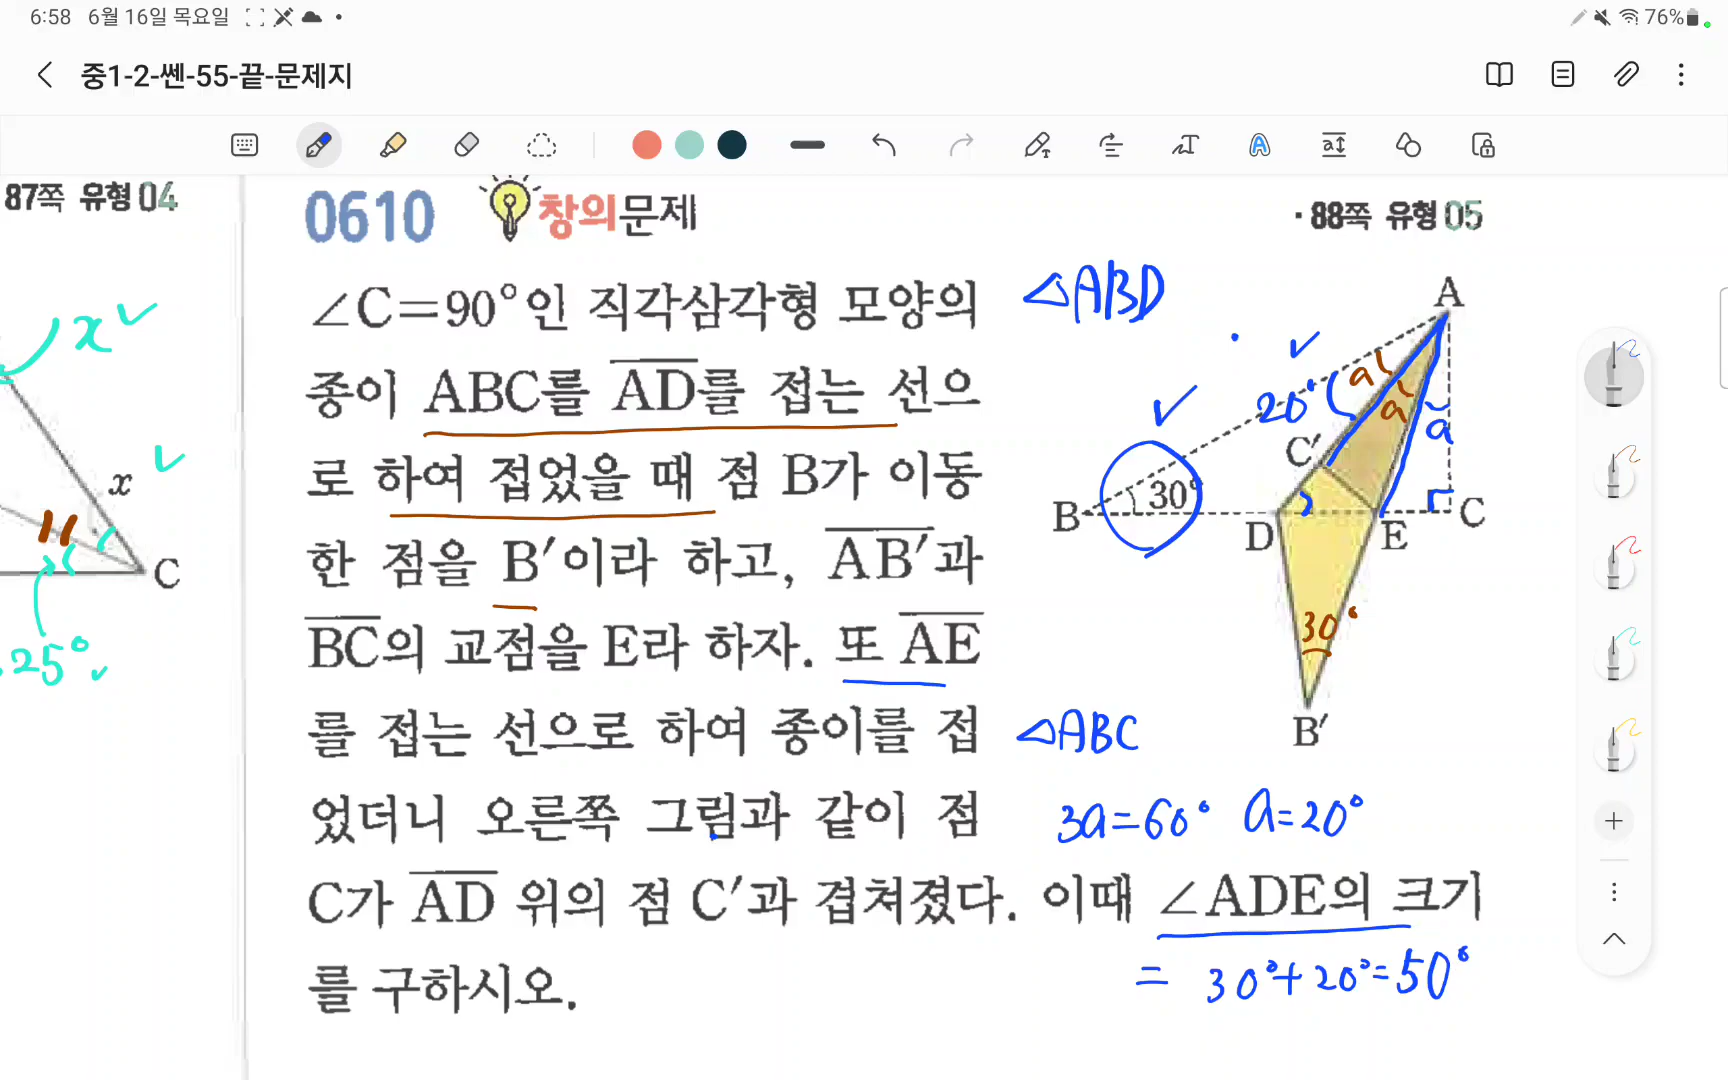 6:58 6월 16일 목요일
76%
중1-2-쎈-55-끝-문제지
87쪽 유형 04
x
x
C
25°
0610 창의문제
· 88쪽 유형 05
∠C=90°인 직각삼각형 모양의
종이 ABC를 AD를 접는 선으
로 하여 접었을 때 점 B가 이동
한 점을 B′이라 하고, AB′과
BC의 교점을 E라 하자. 또 AE
를 접는 선으로 하여 종이를 접
었더니 오른쪽 그림과 같이 점
C가 AD 위의 점 C′과 겹쳐졌다. 이때 ∠ADE의 크기
를 구하시오.
△ABD
A
20° a
a
a
C′
B 30° C
D E
30°
B′
△ABC
3a=60° a=20°
= 30°+20°=50°